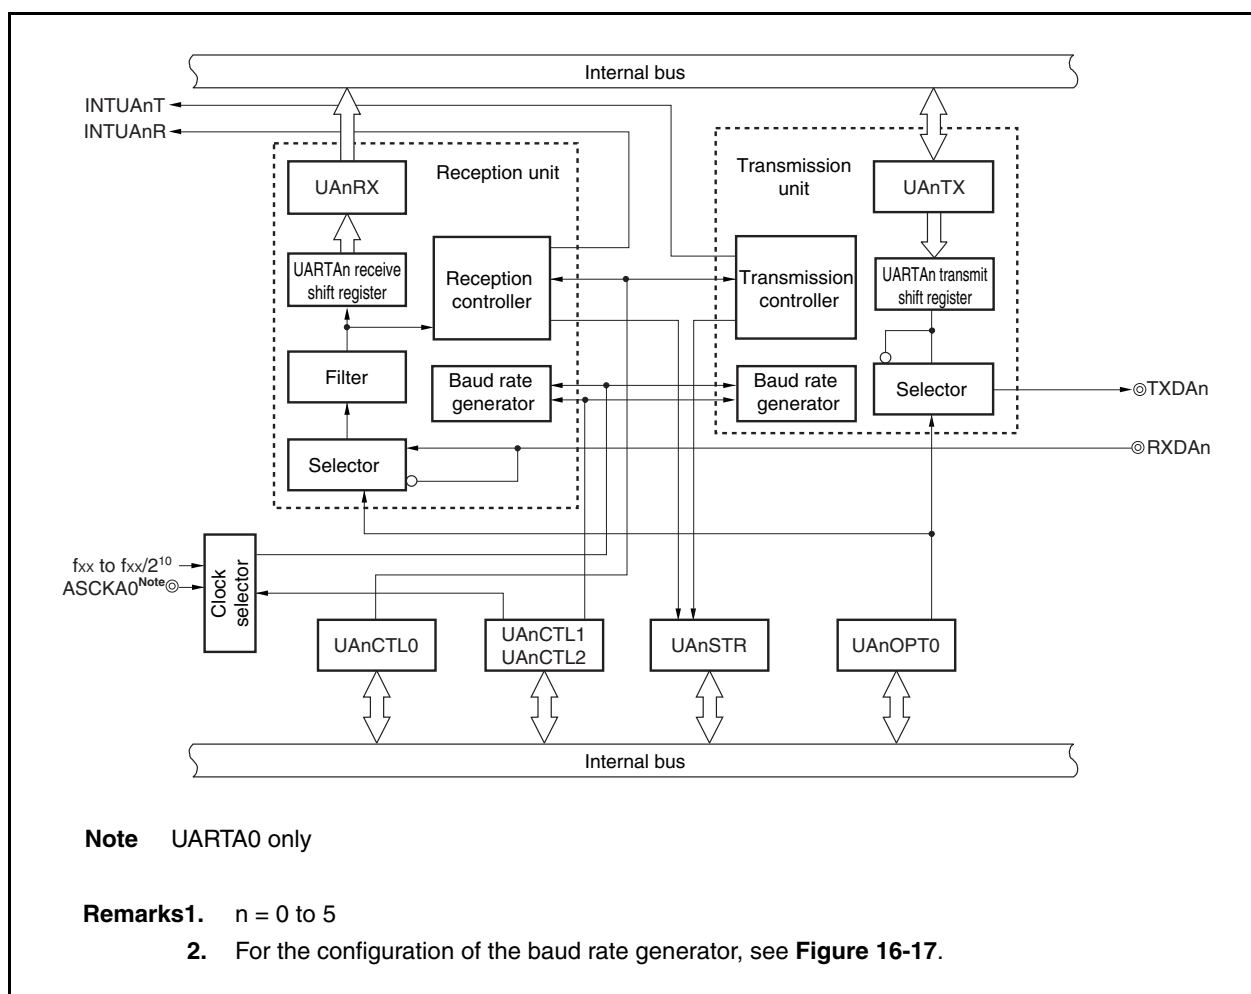 Internal bus
INTUAnT
INTUAnR
Reception unit
Transmission
unit
UAnRX
UAnTX
UARTAn receive
shift register
Reception
controller
Transmission
controller
UARTAn transmit
shift register
Filter
Baud rate
generator
Baud rate
generator
Selector
TXDAn
Selector
RXDAn
fxx to fxx/2¹⁰
ASCKA0Note
Clock
selector
UAnCTL0
UAnCTL1
UAnCTL2
UAnSTR
UAnOPT0
Internal bus
Note UARTA0 only
Remarks1. n = 0 to 5
2. For the configuration of the baud rate generator, see Figure 16-17.